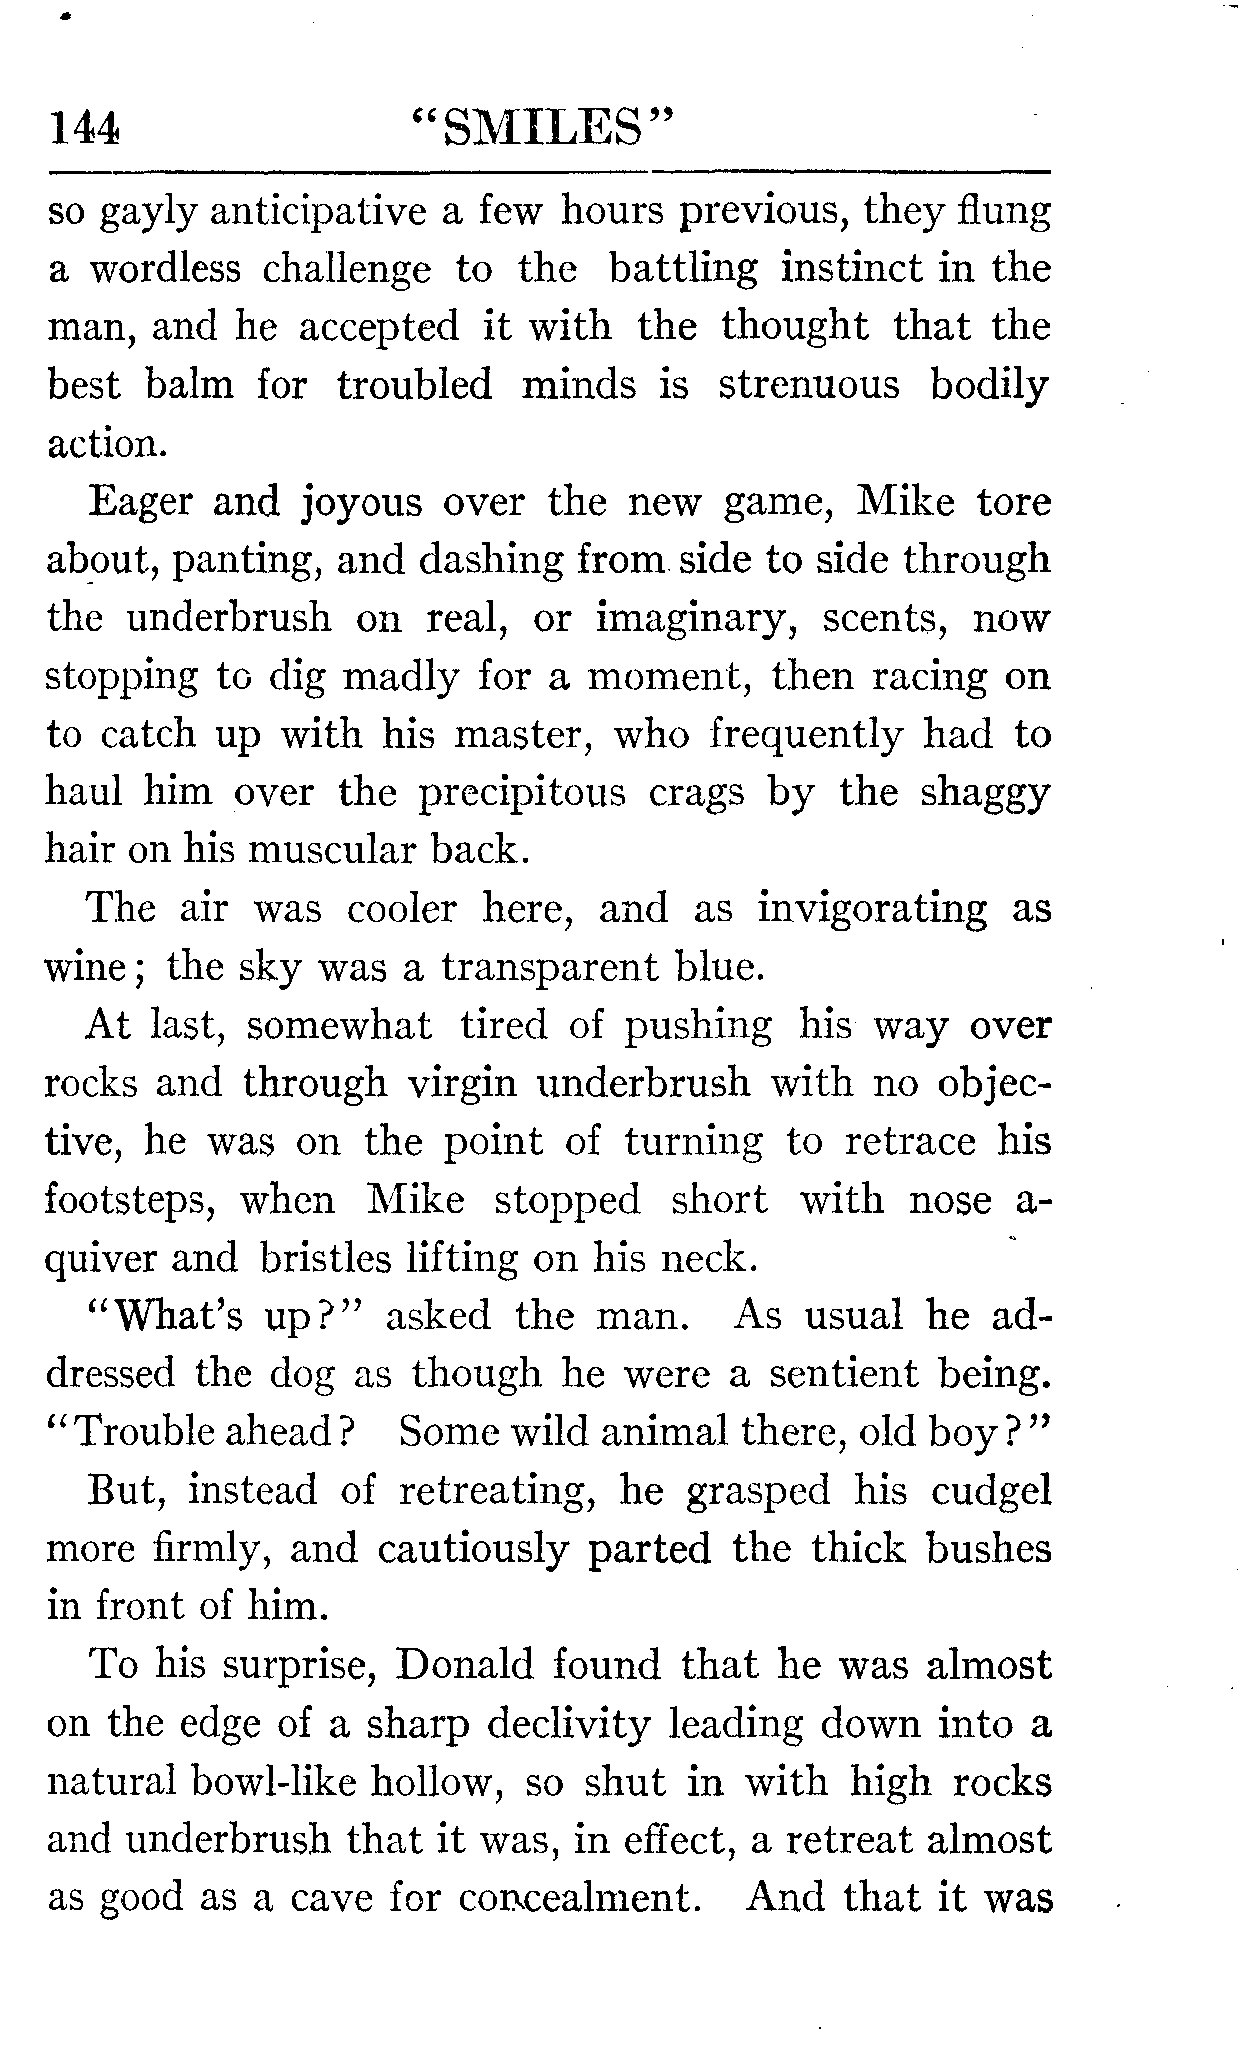 144 "SMILES"
so gayly anticipative a few hours previous, they flung
a wordless challenge to the battling instinct in the
man, and he accepted it with the thought that the
best balm for troubled minds is strenuous bodily
action.
Eager and joyous over the new game, Mike tore
about, panting, and dashing from side to side through
the underbrush on real, or imaginary, scents, now
stopping to dig madly for a moment, then racing on
to catch up with his master, who frequently had to
haul him over the precipitous crags by the shaggy
hair on his muscular back.
The air was cooler here, and as invigorating as
wine; the sky was a transparent blue.
At last, somewhat tired of pushing his way over
rocks and through virgin underbrush with no objec-
tive, he was on the point of turning to retrace his
footsteps, when Mike stopped short with nose a-
quiver and bristles lifting on his neck.
"What's up?" asked the man. As usual he ad-
dressed the dog as though he were a sentient being.
"Trouble ahead? Some wild animal there, old boy?"
But, instead of retreating, he grasped his cudgel
more firmly, and cautiously parted the thick bushes
in front of him.
To his surprise, Donald found that he was almost
on the edge of a sharp declivity leading down into a
natural bowl-like hollow, so shut in with high rocks
and underbrush that it was, in effect, a retreat almost
as good as a cave for concealment. And that it was